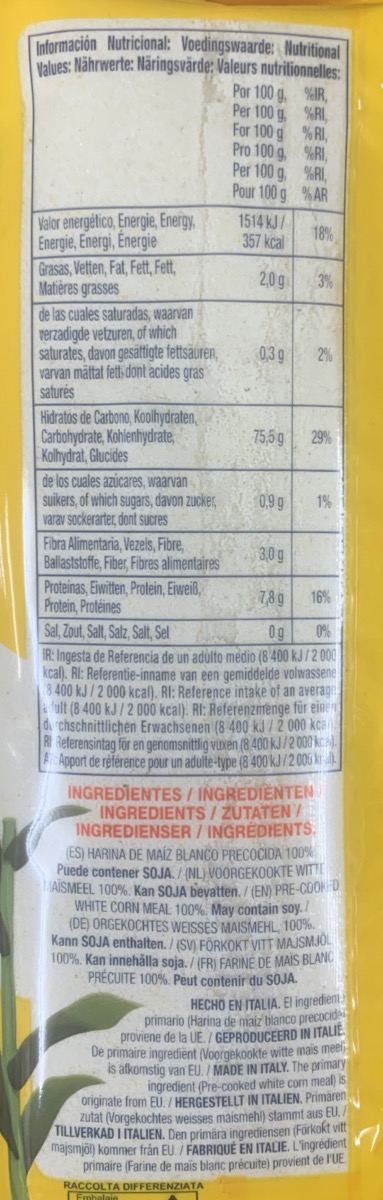 Información Nutricional: Voedingswaarde: Nutritional
Values: Nährwerte: Näringsvärde: Valeurs nutritionnelles:
Por 100 g, %IR,
Per 100 g, %RI,
For 100 g % RI,
Pro 100 g, %RI,
Per 100 g, %RI,
Pour 100 g % AR
Valor energético, Energie, Energy,
Energie, Energi, Énergie
1514 kJ /
357 kcal
18%
Grasas, Vetten, Fat, Fett, Fett,
Matières grasses
2,0 g 3%
de las cuales saturadas, waarvan
verzadigde vetzuren, of which
saturates, davon gesättigte fettsäuren,
varvan mättat fett, dont acides gras
saturés
0,3 g 2%
Hidratos de Carbono, Koolhydraten,
Carbohydrate, Kohlenhydrate,
Kolhydrat, Glucides
75,5 g 29%
de los cuales azúcares, waarvan
suikers, of which sugars, davon zucker,
varav sockerarter, dont sucres
0,9 g 1%
Fibra Alimentaria, Vezels, Fibre,
Ballaststoffe, Fiber, Fibres alimentaires
3,0 g
Proteínas, Eiwitten, Protein, Eiweiß,
Protein, Protéines
7,8 g 16%
Sal, Zout, Salt, Salz, Salt, Sel 0 g 0%
IR: Ingesta de Referencia de un adulto medio (8 400 kJ / 2 000
kcal). RI: Referentie-inname van een gemiddelde volwassene
(8 400 kJ / 2 000 kcal). RI: Reference intake of an average
adult (8 400 kJ / 2 000 kcal). RI: Referenzmenge für einen
durchschnittlichen Erwachsenen (8 400 kJ / 2 000 kcal).
RI: Referensintag för en genomsnittlig vuxen (8 400 kJ / 2 000 kcal).
AR: Apport de référence pour un adulte-type (8 400 kJ / 2 000 kcal).
INGREDIENTES / INGREDIËNTEN /
INGREDIENTS / ZUTATEN /
INGREDIENSER / INGRÉDIENTS:
(ES) HARINA DE MAÍZ BLANCO PRECOCIDA 100%.
Puede contener SOJA. / (NL) VOORGEKOOKTE WITTE
MAÏSMEEL 100%. Kan SOJA bevatten. / (EN) PRE-COOKED
WHITE CORN MEAL 100%. May contain soy. /
(DE) ORGEKOCHTES WEISSES MAISMEHL, 100%.
Kann SOJA enthalten. / (SV) FÖRKOKT VITT MAJSMJÖL
100%. Kan innehålla soja. / (FR) FARINE DE MAÏS BLANC
PRÉCUITE 100%. Peut contenir du SOJA.
HECHO EN ITALIA. El ingrediente
primario (Harina de maíz blanco precocida)
proviene de la UE. / GEPRODUCEERD IN ITALIË.
De primaire ingrediënt (Voorgekookte witte maïs meel)
is afkomstig van EU. / MADE IN ITALY. The primary
ingredient (Pre-cooked white corn meal) is
originate from EU. / HERGESTELLT IN ITALIEN. Primären
zutat (Vorgekochtes weisses maismehl) stammt aus EU. /
TILLVERKAD I ITALIEN. Den primära ingrediensen (Förkokt vitt
majsmjöl) kommer från EU. / FABRIQUÉ EN ITALIE. L'ingrédient
primaire (Farine de maïs blanc précuite) provient de l'UE.
RACCOLTA DIFFERENZIATA
Embalaje